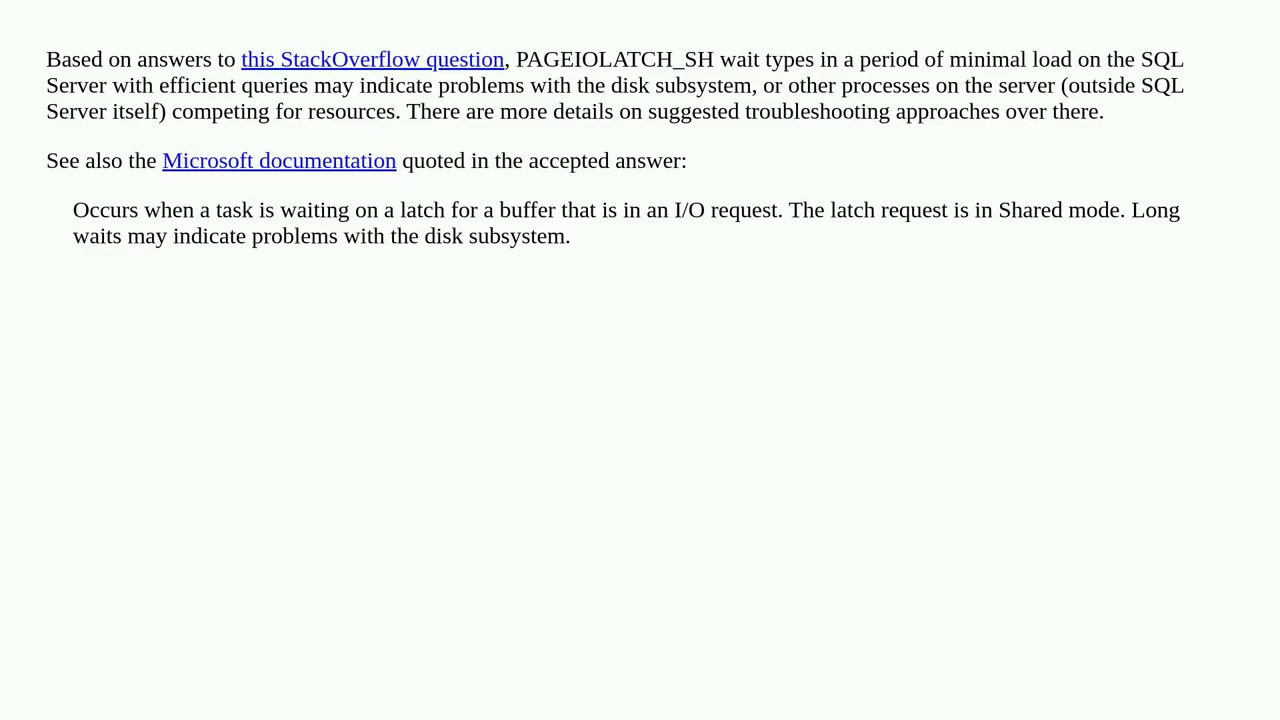 Based on answers to this StackOverflow question, PAGEIOLATCH_SH wait types in a period of minimal load on the SQL
Server with efficient queries may indicate problems with the disk subsystem, or other processes on the server (outside SQL
Server itself) competing for resources. There are more details on suggested troubleshooting approaches over there.
See also the Microsoft documentation quoted in the accepted answer:
Occurs when a task is waiting on a latch for a buffer that is in an I/O request. The latch request is in Shared mode. Long
waits may indicate problems with the disk subsystem.